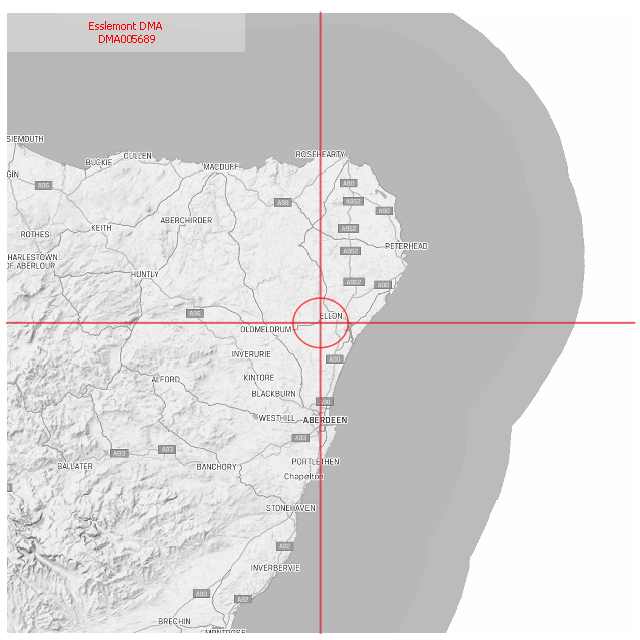 Esslemont DMA
DMA005689
SIEMOUTH
CULLEN
ROSEHEARTY
BUCKIE
MACDUFF
GIN
A96
A90
A98
A952
A90
ABERCHIRDER
KEITH
A952
ROTHES
PETERHEAD
A952
HARLESTOWN
OF ABERLOUR
HUNTLY
A952
A90
A96
ELLON
OLDMELDRUM
INVERURIE
A90
ALFORD
KINTORE
BLACKBURN
A90
WESTHILL
ABERDEEN
A93
A93
A93
PORTLETHEN
BALLATER
BANCHORY
Chapelton
STONEHAVEN
A92
INVERBERVIE
A90
A92
BRECHIN
MONTROSE